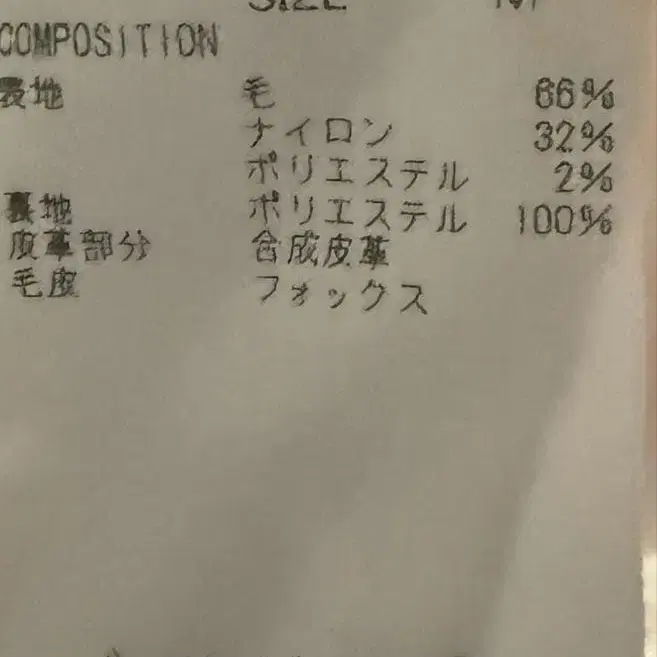 SIZE M
COMPOSITION
表地 毛 66%
ナイロン 32%
ポリエステル 2%
裏地 ポリエステル 100%
皮革部分 合成皮革
毛皮 フォックス